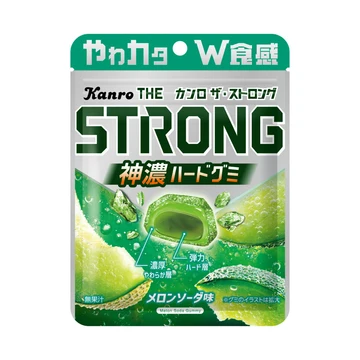 やわカタ W食感
Kanro THE カンロ ザ・ストロング
STRONG
神濃ハードグミ
濃厚
やわらか層
弾力
ハード層
メロンソーダ味
Melon Soda Gummy
無果汁
※グミのイラストは拡大